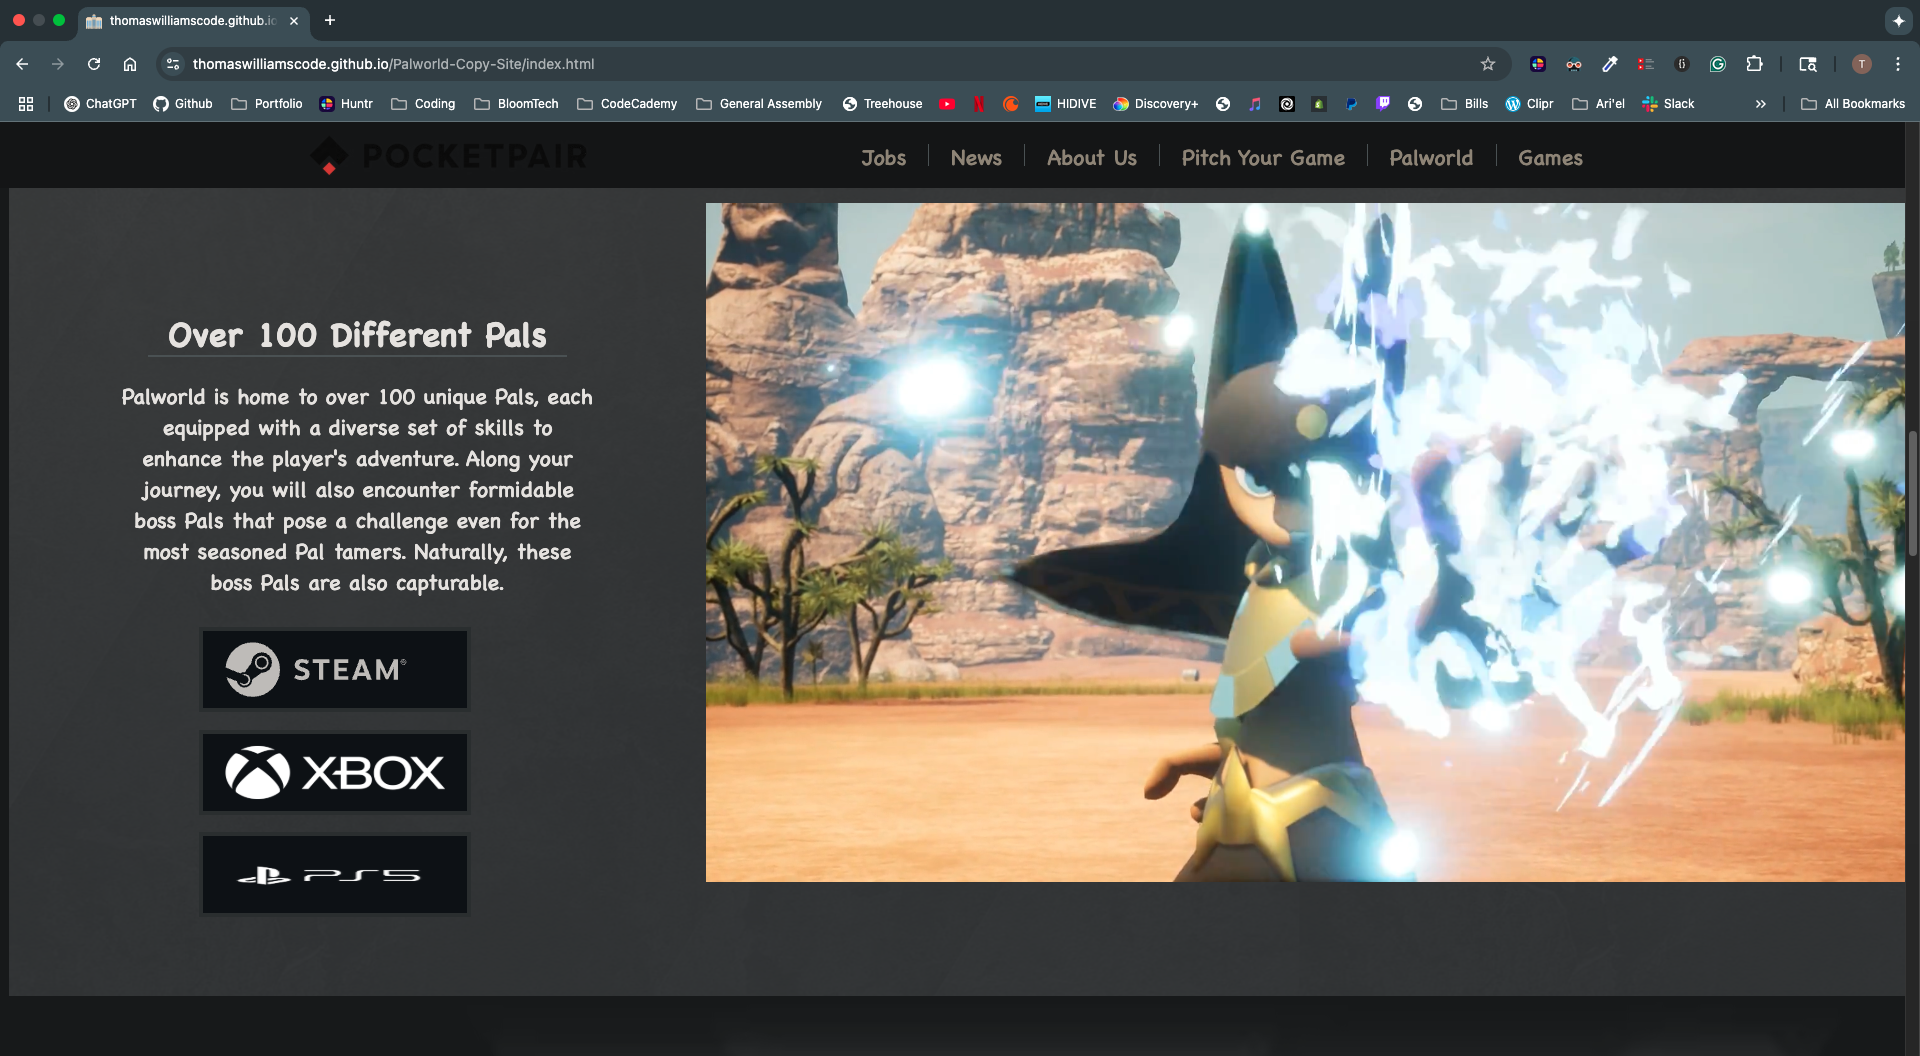 thomaswilliamscode.github.io
thomaswilliamscode.github.io/Palworld-Copy-Site/index.html
T
ChatGPT Github Portfolio Huntr Coding BloomTech CodeCademy General Assembly Treehouse HIDIVE Discovery+ Bills Clipr Ari'el Slack All Bookmarks
POCKETPAIR Jobs News About Us Pitch Your Game Palworld Games
Over 100 Different Pals
Palworld is home to over 100 unique Pals, each
equipped with a diverse set of skills to
enhance the player's adventure. Along your
journey, you will also encounter formidable
boss Pals that pose a challenge even for the
most seasoned Pal tamers. Naturally, these
boss Pals are also capturable.
STEAM®
XBOX
PS5